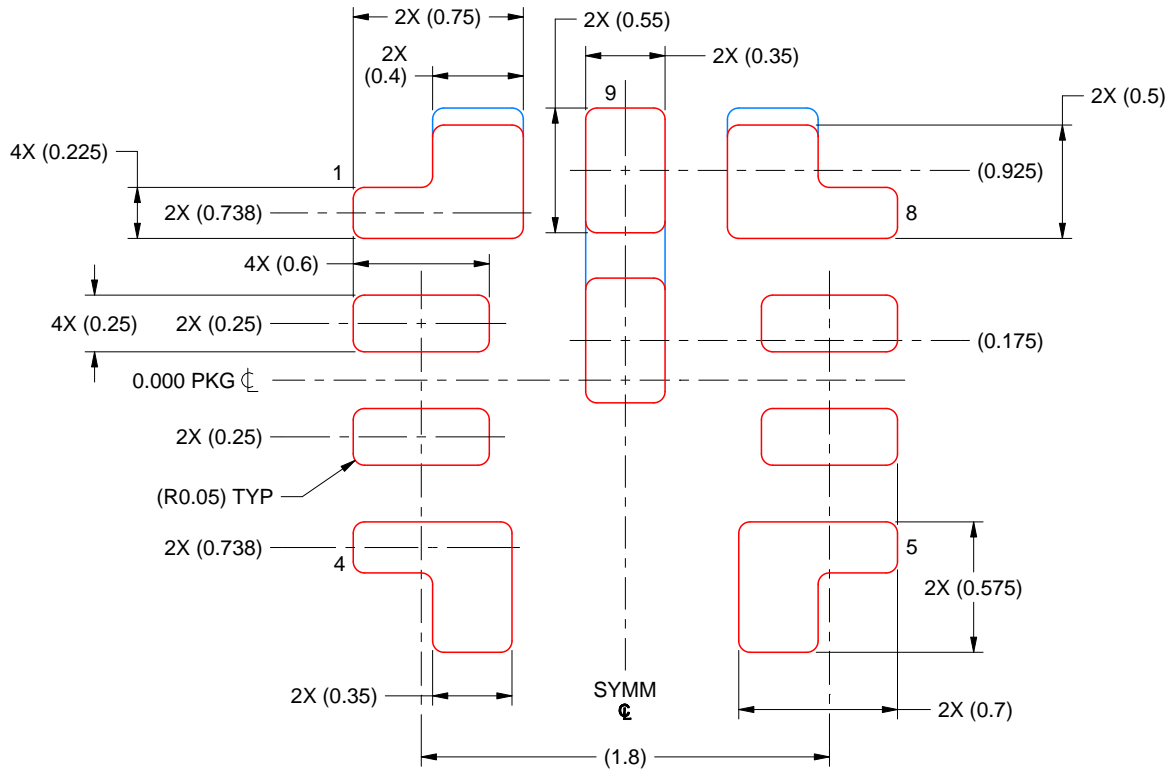 2X (0.75)
2X (0.55)
2X
(0.4)
2X (0.35)
9
2X (0.5)
4X (0.225)
1
(0.925)
2X (0.738)
8
4X (0.6)
4X (0.25)
2X (0.25)
(0.175)
0.000 PKG ℄
2X (0.25)
(R0.05) TYP
2X (0.738)
4
5
2X (0.575)
2X (0.35)
SYMM
℄
2X (0.7)
(1.8)